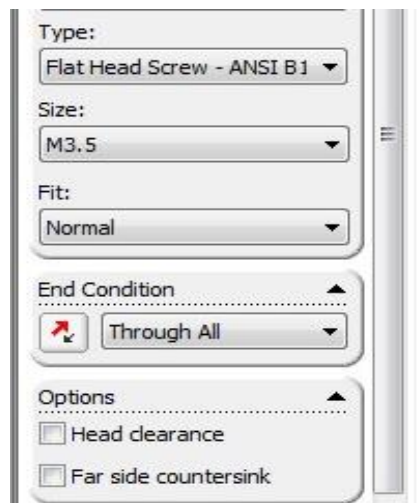 Type:
Flat Head Screw - ANSI B1
Size:
M3.5
Fit:
Normal
End Condition
Through All
Options
Head clearance
Far side countersink